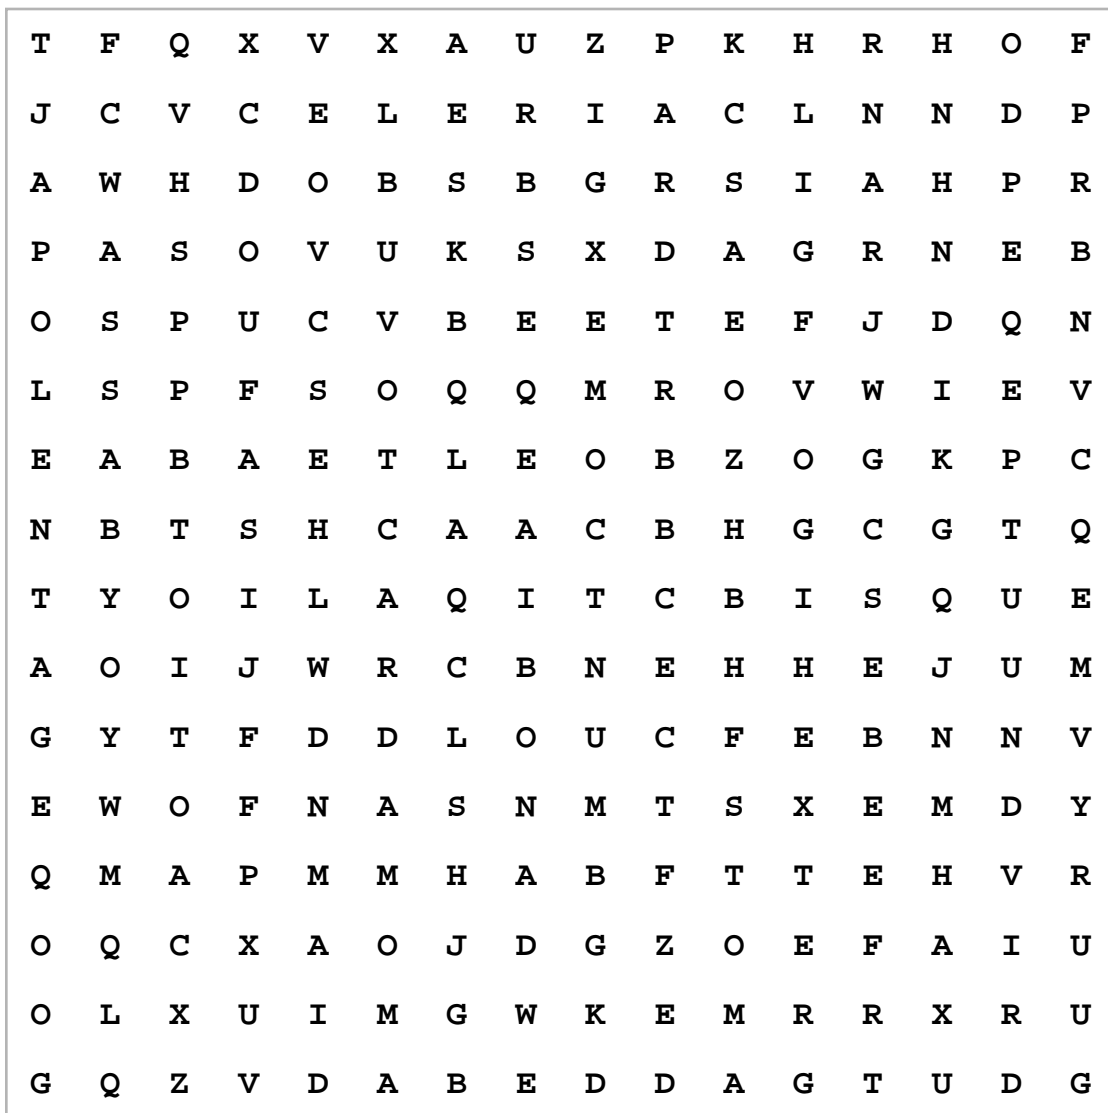 T F Q X V X A U Z P K H R H O F
J C V C E L E R I A C L N N D P
A W H D O B S B G R S I A H P R
P A S O V U K S X D A G R N E B
O S P U C V B E E T E F J D Q N
L S P F S O Q Q M R O V W I E V
E A B A E T L E O B Z O G K P C
N B T S H C A A C B H G C G T Q
T Y O I L A Q I T C B I S Q U E
A O I J W R C B N E H H E J U M
G Y T F D D L O U C F E B N N V
E W O F N A S N M T S X E M D Y
Q M A P M M H A B F T T E H V R
O Q C X A O J D G Z O E F A I U
O L X U I M G W K E M R R X R U
G Q Z V D A B E D D A G T U D G